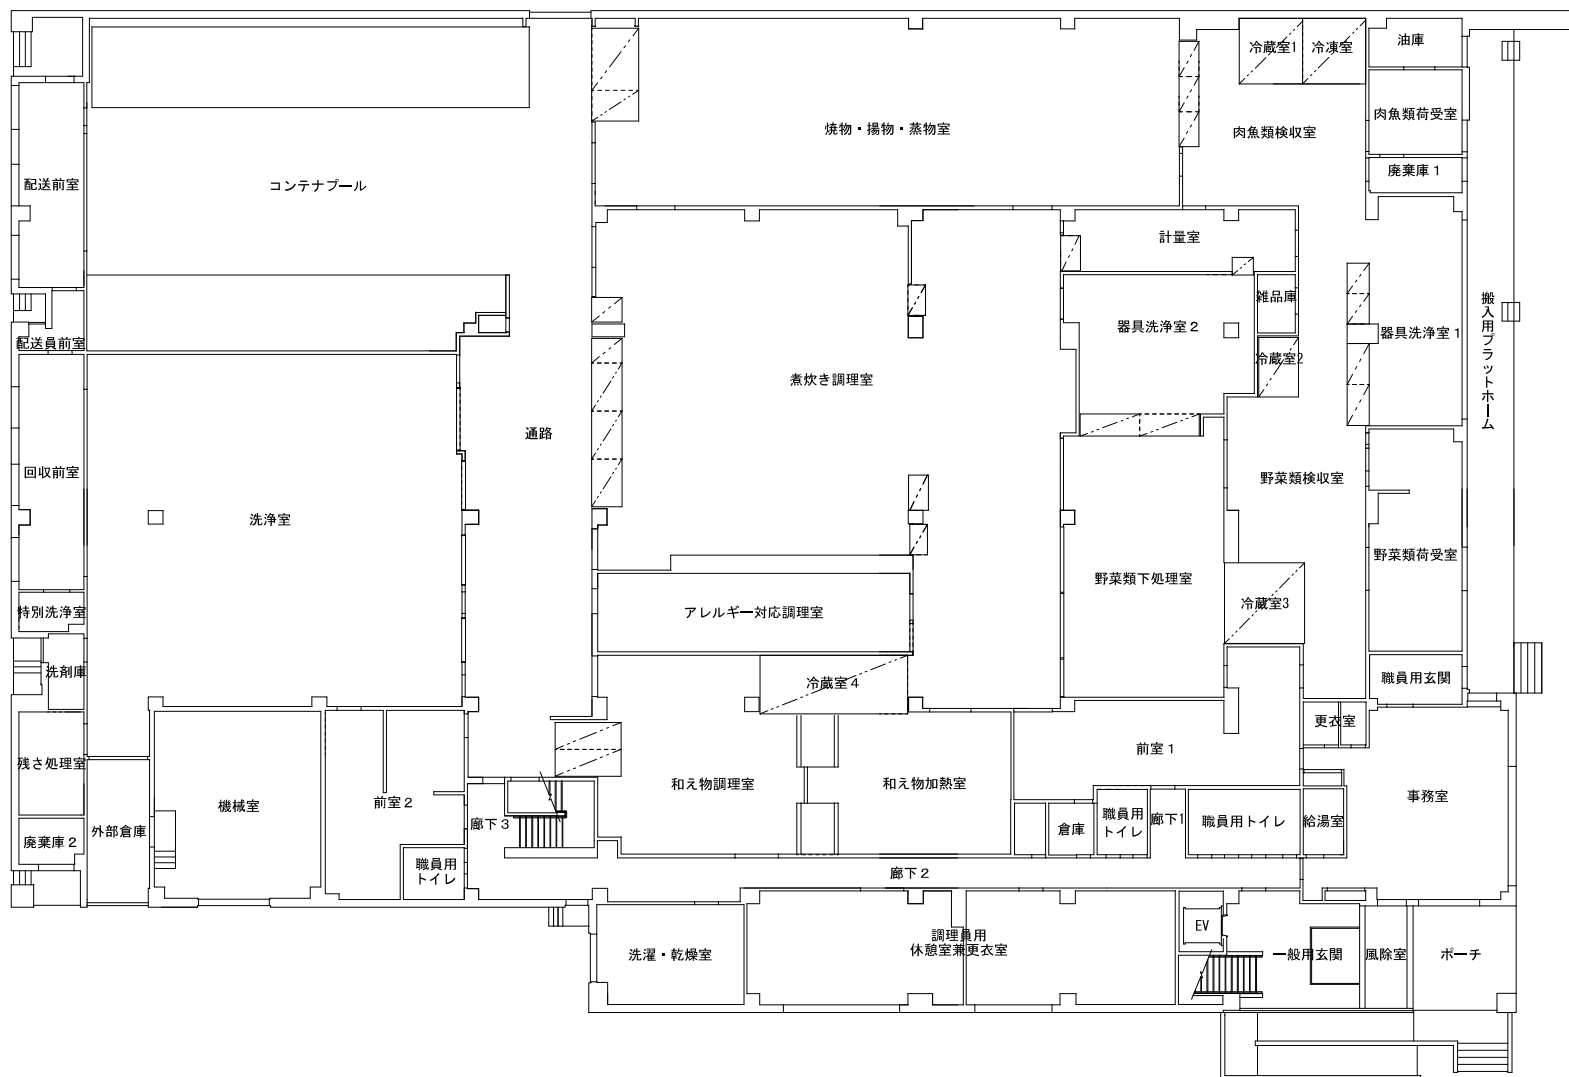 冷蔵室1
冷凍室
油庫
焼物・揚物・蒸物室
肉魚類検収室
肉魚類荷受室
廃棄庫1
配送前室
コンテナプール
計量室
雑品庫
器具洗浄室2
器具洗浄室1
搬入用プラットホーム
配送員前室
冷蔵室2
煮炊き調理室
通路
回収前室
洗浄室
野菜類検収室
野菜類荷受室
野菜類下処理室
冷蔵室3
特別洗浄室
アレルギー対応調理室
洗剤庫
冷蔵室4
職員用玄関
更衣室
残さ処理室
前室1
和え物調理室
和え物加熱室
機械室
前室2
事務室
廊下3
外部倉庫
倉庫
職員用
トイレ
廊下1
職員用トイレ
給湯室
廃棄庫2
職員用
トイレ
廊下2
EV
調理員用
休憩室兼更衣室
洗濯・乾燥室
一般用玄関
風除室
ポーチ